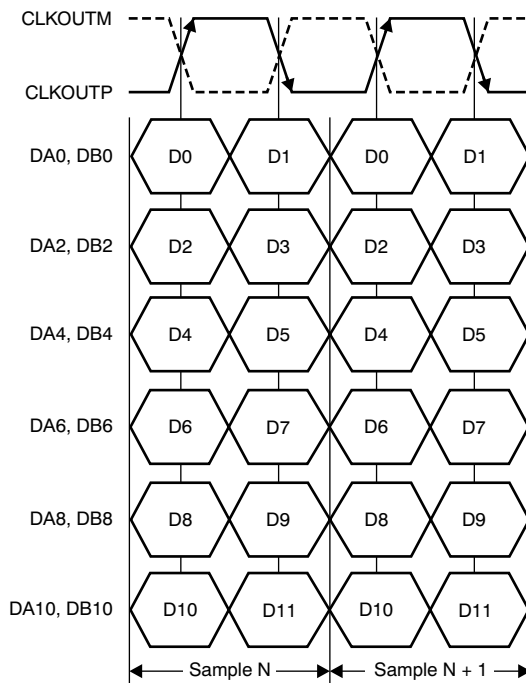 CLKOUTM
CLKOUTP
DA0, DB0 D0 D1 D0 D1
DA2, DB2 D2 D3 D2 D3
DA4, DB4 D4 D5 D4 D5
DA6, DB6 D6 D7 D6 D7
DA8, DB8 D8 D9 D8 D9
DA10, DB10 D10 D11 D10 D11
Sample N Sample N + 1